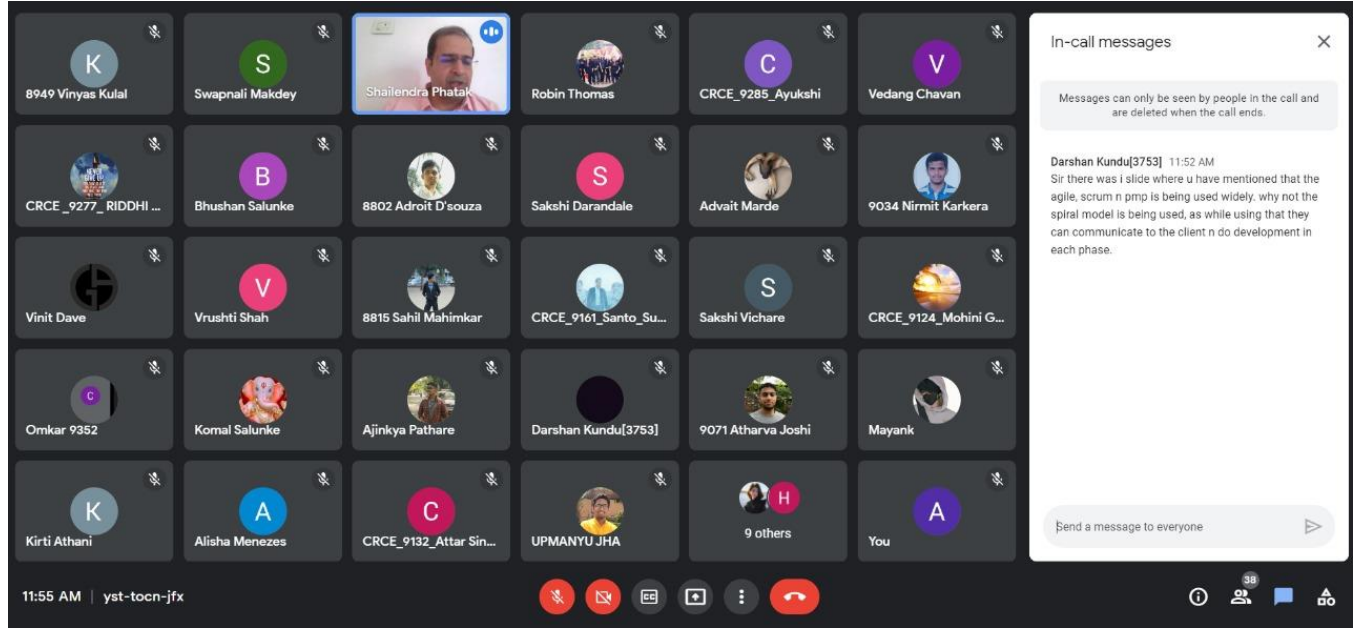 K
8949 Vinyas Kulal
S
Swapnali Makdey
Shailendra Phatak
Robin Thomas
C
CRCE_9285_Ayukshi
V
Vedang Chavan
CRCE _9277_ RIDDHI ...
B
Bhushan Salunke
8802 Adroit D'souza
S
Sakshi Darandale
Advait Marde
9034 Nirmit Karkera
Vinit Dave
V
Vrushti Shah
8815 Sahil Mahimkar
CRCE_9161_Santo_Su...
S
Sakshi Vichare
CRCE_9124_Mohini G...
C
Omkar 9352
Komal Salunke
Ajinkya Pathare
Darshan Kundu[3753]
9071 Atharva Joshi
Mayank
K
Kirti Athani
A
Alisha Menezes
C
CRCE_9132_Attar Sin...
UPMANYU JHA
H
9 others
A
You
In-call messages
Messages can only be seen by people in the call and
are deleted when the call ends.
Darshan Kundu[3753] 11:52 AM
Sir there was i slide where u have mentioned that the
agile, scrum n pmp is being used widely. why not the
spiral model is being used, as while using that they
can communicate to the client n do development in
each phase.
Send a message to everyone
11:55 AM | yst-tocn-jfx
CC
38